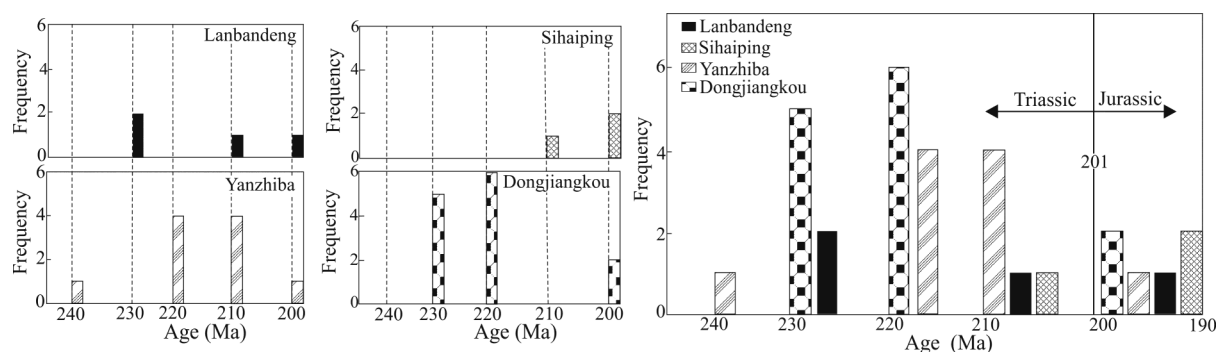 6
4
2
0
Frequency
Lanbandeng
6
4
2
0
Frequency
Sihaiping
6
4
2
0
Frequency
Yanzhiba
240
230
220
210
200
Age (Ma)
6
4
2
0
Frequency
Dongjiangkou
240
230
220
210
200
Age (Ma)
Lanbandeng
Sihaiping
Yanzhiba
Dongjiangkou
Triassic
Jurassic
201
6
4
2
0
Frequency
240
230
220
210
200
190
Age (Ma)